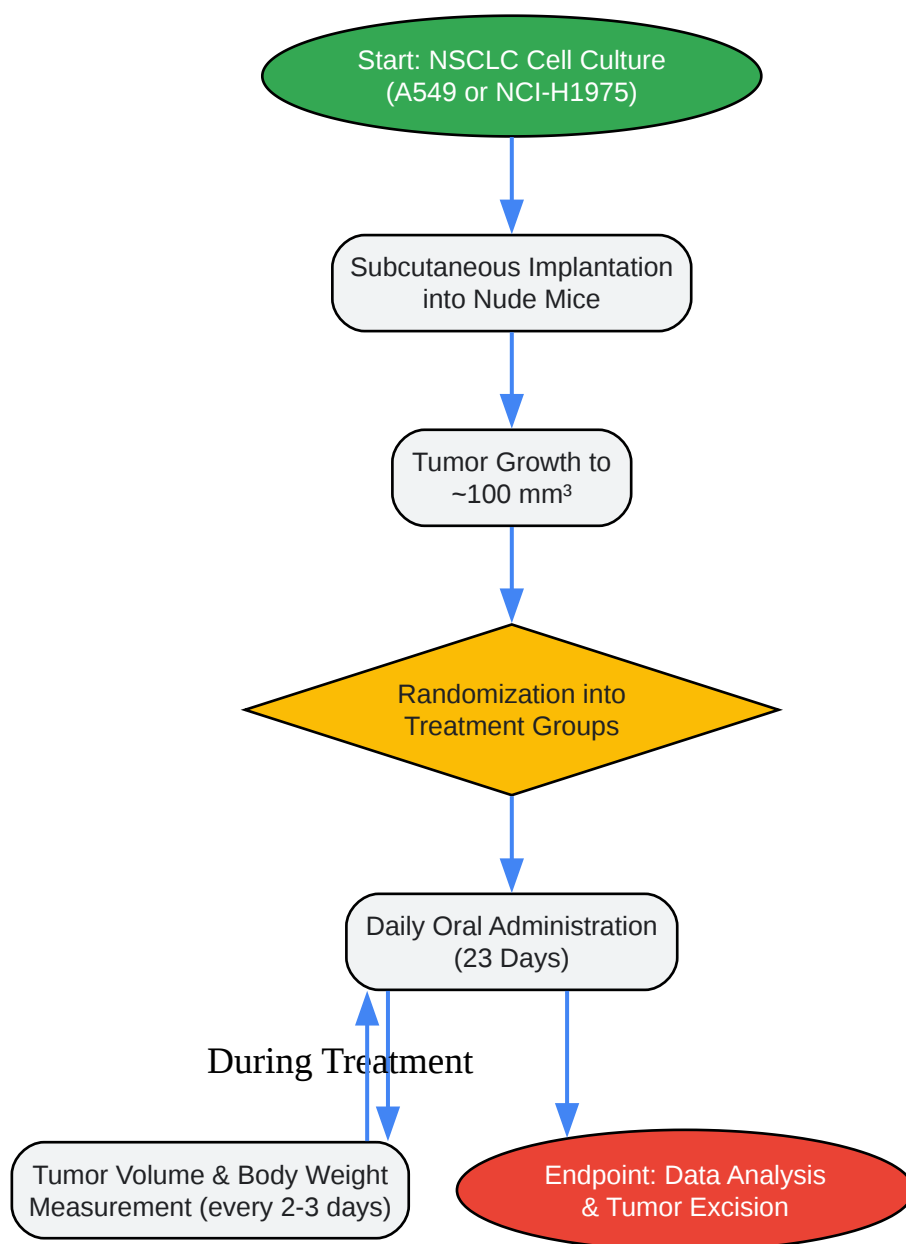 Start: NSCLC Cell Culture
(A549 or NCI-H1975)
Subcutaneous Implantation
into Nude Mice
Tumor Growth to
~100 mm³
Randomization into
Treatment Groups
Daily Oral Administration
(23 Days)
During Treatment
Tumor Volume & Body Weight
Measurement (every 2-3 days)
Endpoint: Data Analysis
& Tumor Excision